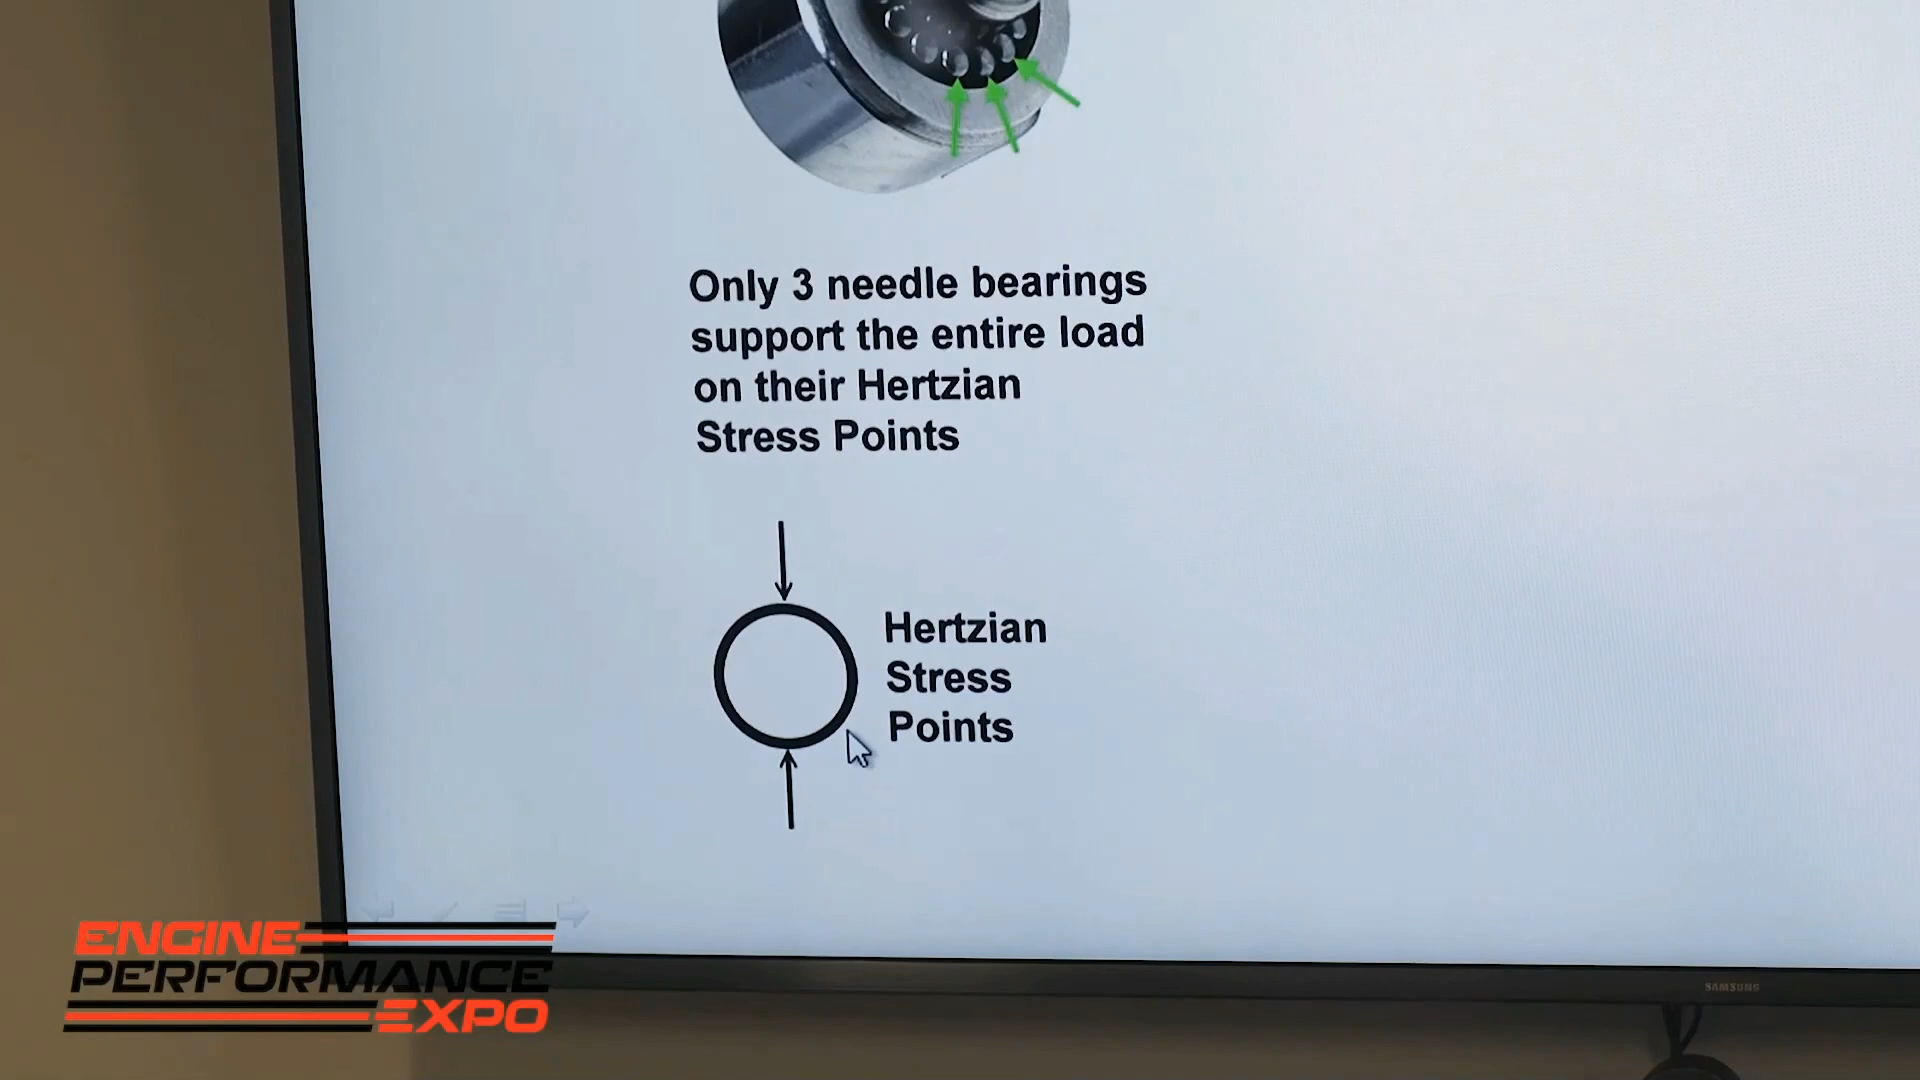 Only 3 needle bearings
support the entire load
on their Hertzian
Stress Points
Hertzian
Stress
Points
ENGINE
PERFORMANCE
EXPO
SAMSUNG